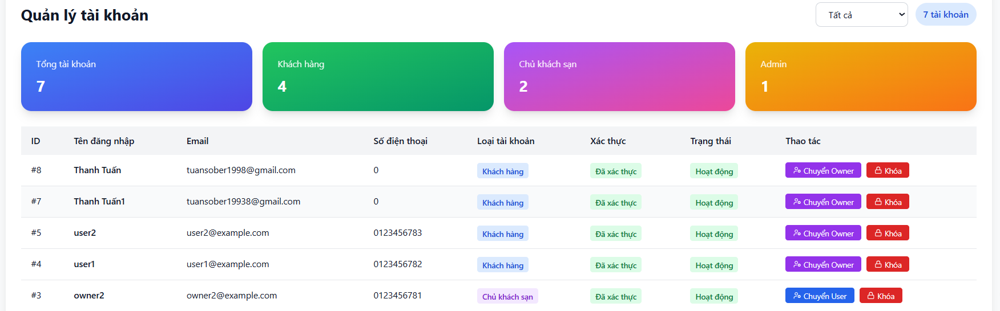 Quản lý tài khoản
Tất cả
7 tài khoản
Tổng tài khoản
7
Khách hàng
4
Chủ khách sạn
2
Admin
1
ID Tên đăng nhập Email Số điện thoại Loại tài khoản Xác thực Trạng thái Thao tác
#8 Thanh Tuấn tuansober1998@gmail.com 0 Khách hàng Đã xác thực Hoạt động Chuyển Owner Khóa
#7 Thanh Tuấn1 tuansober19938@gmail.com 0 Khách hàng Đã xác thực Hoạt động Chuyển Owner Khóa
#5 user2 user2@example.com 0123456783 Khách hàng Đã xác thực Hoạt động Chuyển Owner Khóa
#4 user1 user1@example.com 0123456782 Khách hàng Đã xác thực Hoạt động Chuyển Owner Khóa
#3 owner2 owner2@example.com 0123456781 Chủ khách sạn Đã xác thực Hoạt động Chuyển User Khóa